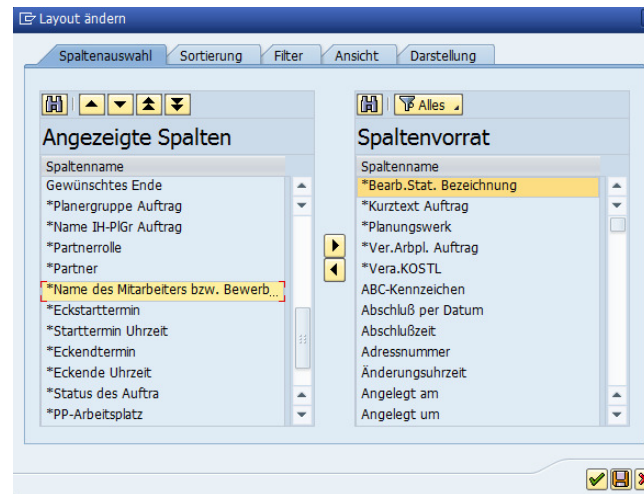 Layout ändern
Spaltenauswahl Sortierung Filter Ansicht Darstellung
Alles
Angezeigte Spalten
Spaltenname
Gewünschtes Ende
*Planergruppe Auftrag
*Name IH-PlGr Auftrag
*Partnerrolle
*Partner
*Name des Mitarbeiters bzw. Bewerb...
*Eckstarttermin
*Starttermin Uhrzeit
*Eckendtermin
*Eckende Uhrzeit
*Status des Auftra
*PP-Arbeitsplatz
Spaltenvorrat
Spaltenname
*Bearb.Stat. Bezeichnung
*Kurztext Auftrag
*Planungswerk
*Ver.Arbpl. Auftrag
*Vera.KOSTL
ABC-Kennzeichen
Abschluß per Datum
Abschlußzeit
Adressnummer
Änderungsuhrzeit
Angelegt am
Angelegt um